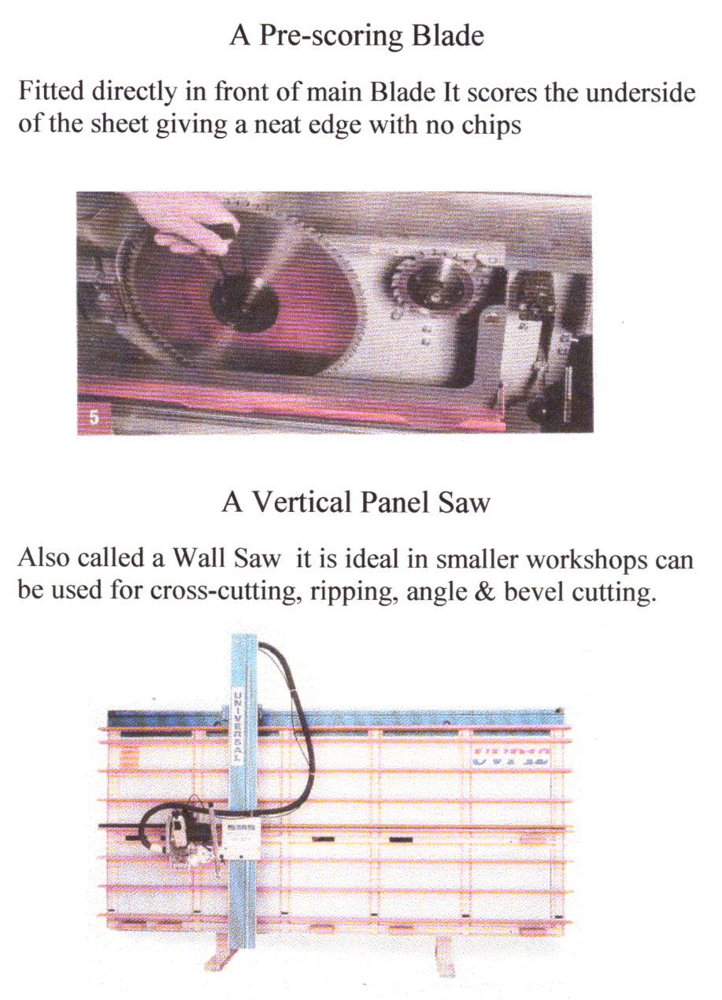 A Pre-scoring Blade
Fitted directly in front of main Blade It scores the underside
of the sheet giving a neat edge with no chips
5
A Vertical Panel Saw
Also called a Wall Saw it is ideal in smaller workshops can
be used for cross-cutting, ripping, angle & bevel cutting.
UNIVERSAL
UVP12